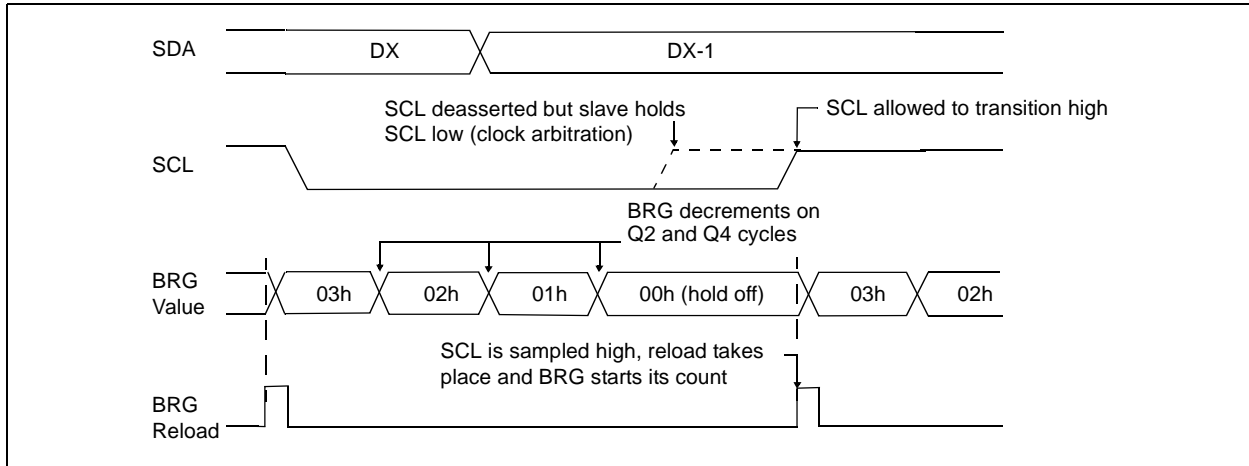 SDA
DX
DX-1
SCL deasserted but slave holds
SCL low (clock arbitration)
SCL allowed to transition high
SCL
BRG decrements on
Q2 and Q4 cycles
BRG
Value
03h
02h
01h
00h (hold off)
03h
02h
SCL is sampled high, reload takes
place and BRG starts its count
BRG
Reload